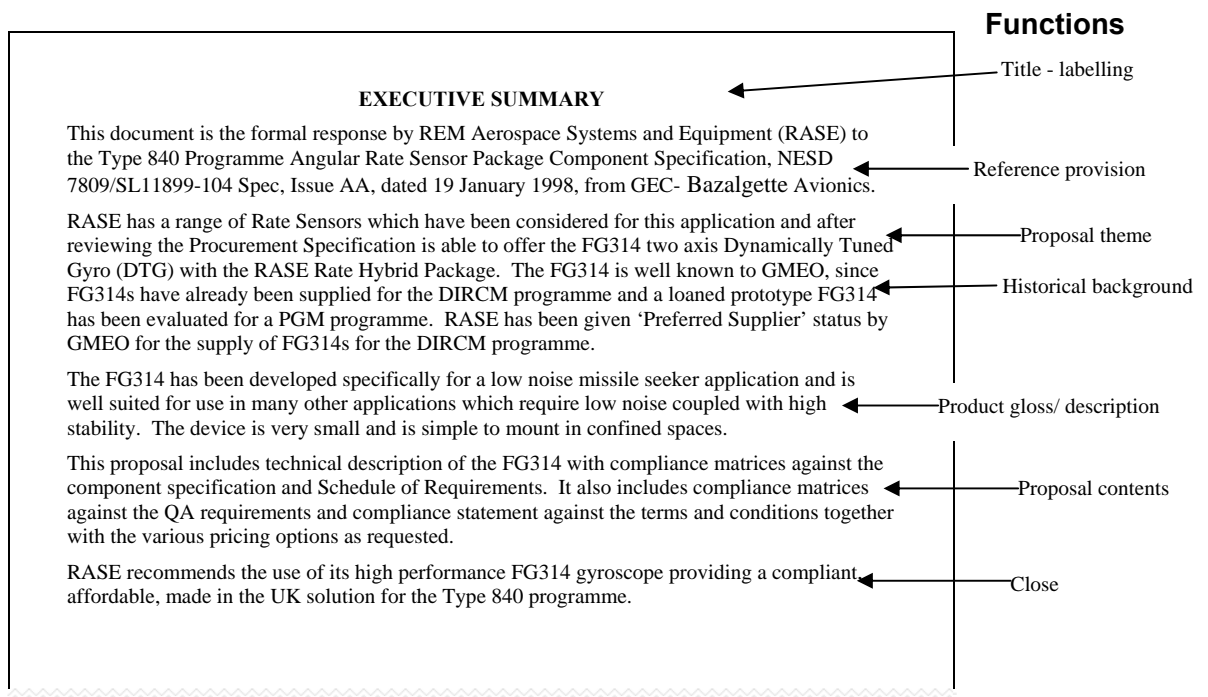 Functions
Title - labelling
EXECUTIVE SUMMARY
This document is the formal response by REM Aerospace Systems and Equipment (RASE) to
the Type 840 Programme Angular Rate Sensor Package Component Specification, NESD
7809/SL11899-104 Spec, Issue AA, dated 19 January 1998, from GEC- Bazalgette Avionics.
Reference provision
RASE has a range of Rate Sensors which have been considered for this application and after
reviewing the Procurement Specification is able to offer the FG314 two axis Dynamically Tuned
Gyro (DTG) with the RASE Rate Hybrid Package. The FG314 is well known to GMEO, since
FG314s have already been supplied for the DIRCM programme and a loaned prototype FG314
has been evaluated for a PGM programme. RASE has been given ‘Preferred Supplier’ status by
GMEO for the supply of FG314s for the DIRCM programme.
Proposal theme
Historical background
The FG314 has been developed specifically for a low noise missile seeker application and is
well suited for use in many other applications which require low noise coupled with high
stability. The device is very small and is simple to mount in confined spaces.
Product gloss/ description
This proposal includes technical description of the FG314 with compliance matrices against the
component specification and Schedule of Requirements. It also includes compliance matrices
against the QA requirements and compliance statement against the terms and conditions together
with the various pricing options as requested.
Proposal contents
RASE recommends the use of its high performance FG314 gyroscope providing a compliant,
affordable, made in the UK solution for the Type 840 programme.
Close